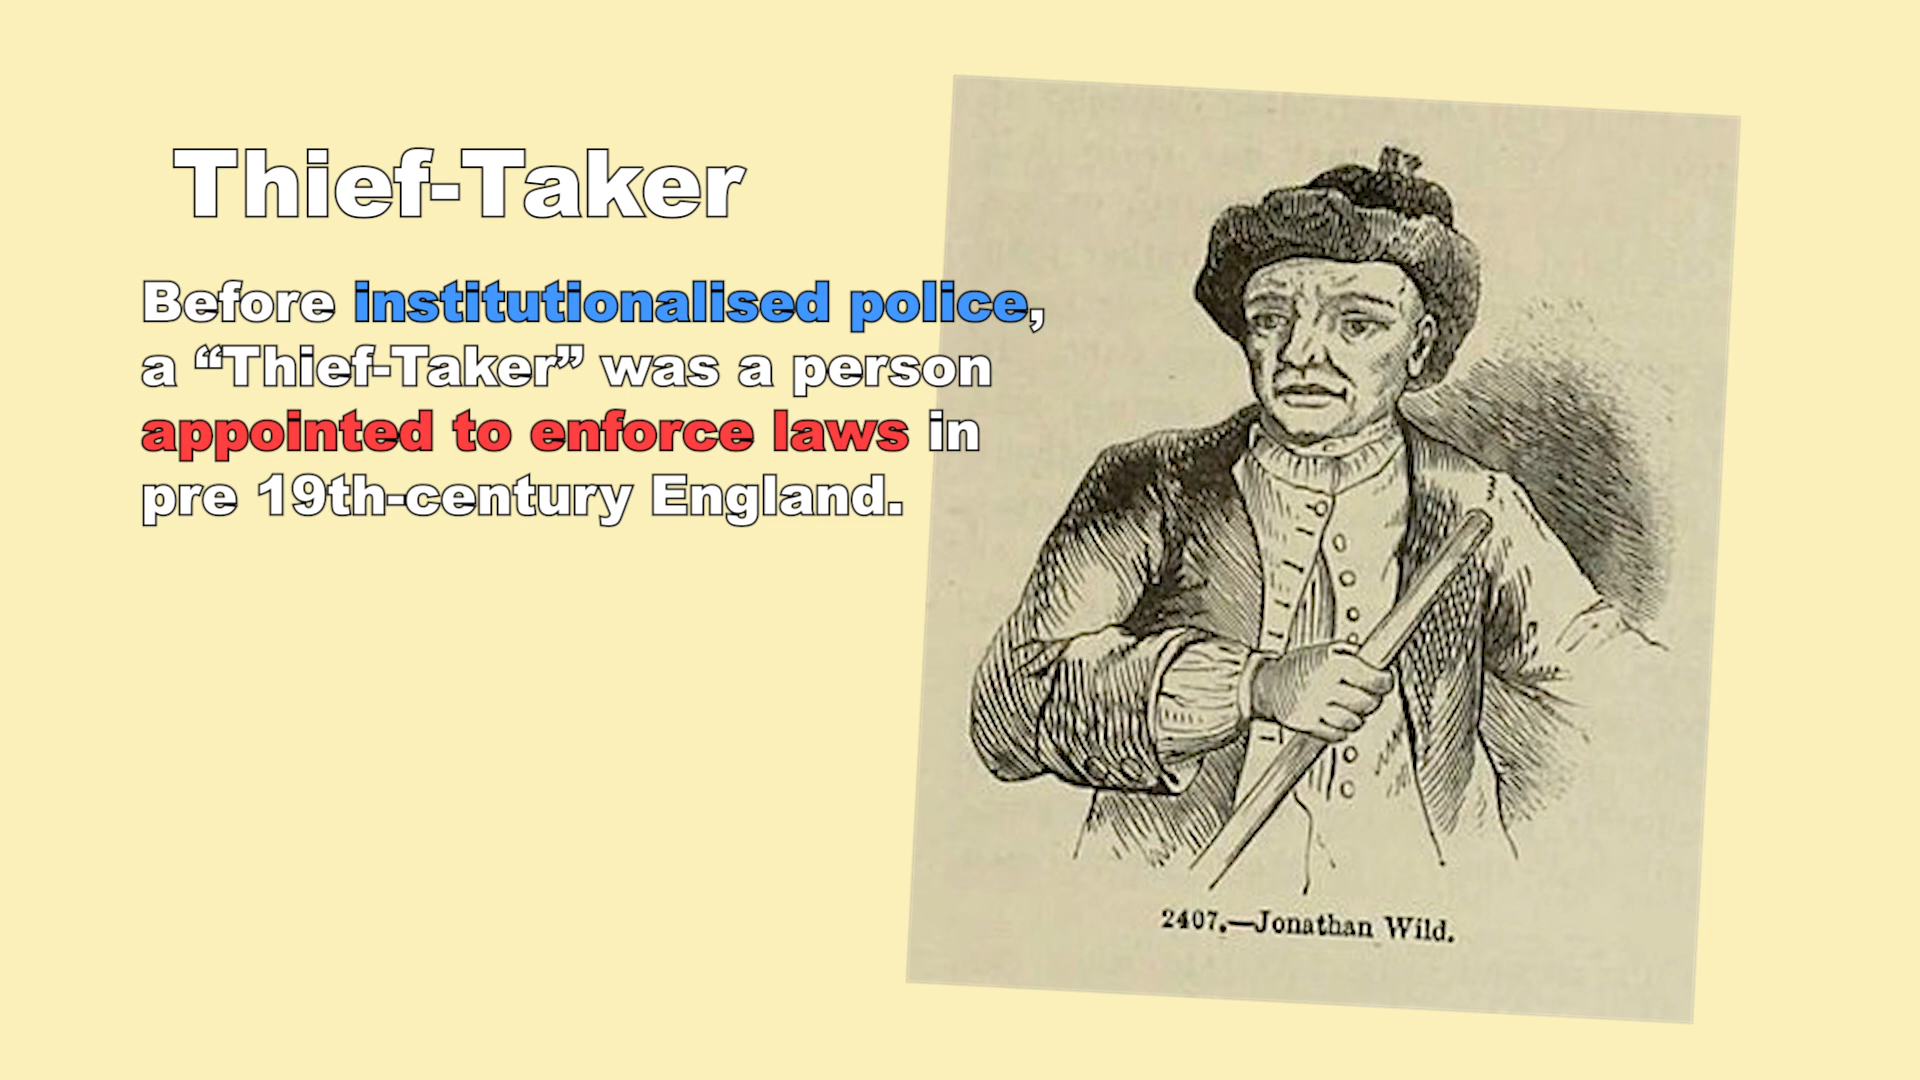 Thief-Taker
Before institutionalised police,
a “Thief-Taker” was a person
appointed to enforce laws in
pre 19th-century England.
2407.—Jonathan Wild.